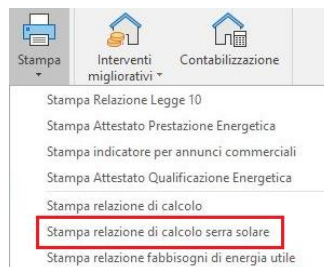 Stampa
Interventi
migliorativi
Contabilizzazione
Stampa Relazione Legge 10
Stampa Attestato Prestazione Energetica
Stampa indicatore per annunci commerciali
Stampa Attestato Qualificazione Energetica
Stampa relazione di calcolo
Stampa relazione di calcolo serra solare
Stampa relazione fabbisogni di energia utile